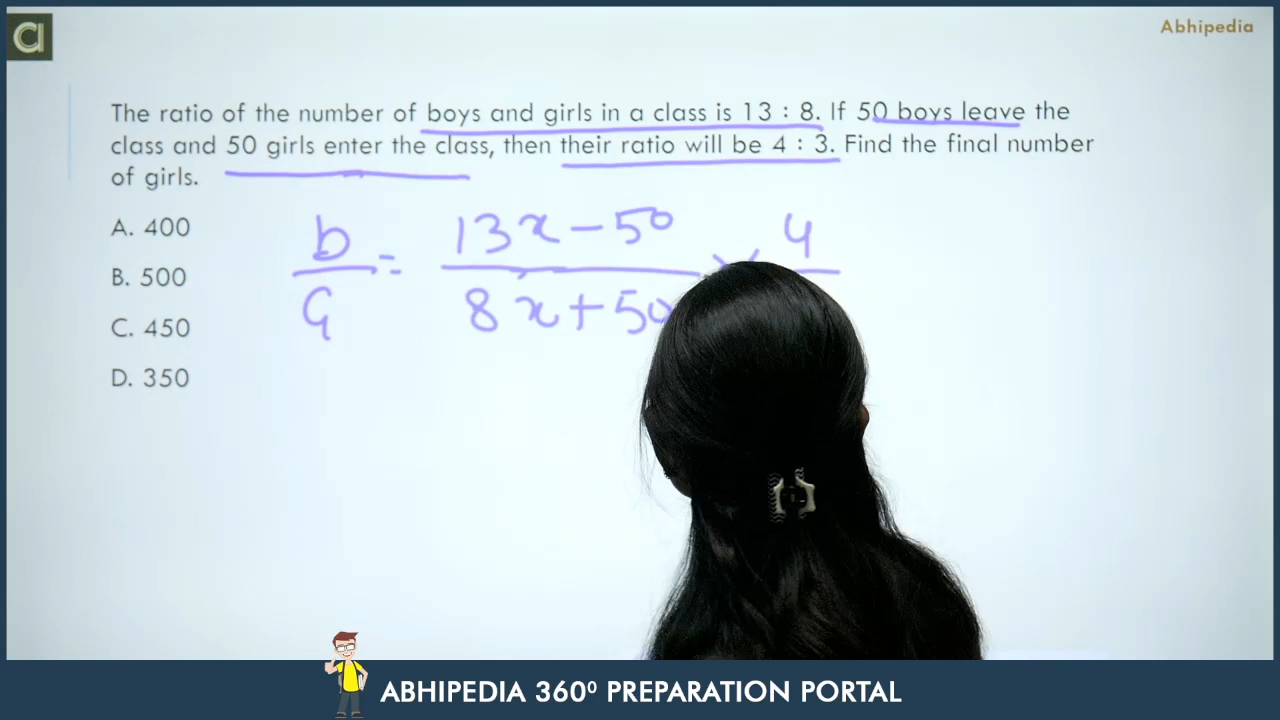 Abhipedia
The ratio of the number of boys and girls in a class is 13 : 8. If 50 boys leave the
class and 50 girls enter the class, then their ratio will be 4 : 3. Find the final number
of girls.
A. 400
B. 500
C. 450
D. 350
b
G
=
13x - 50
8x + 50
4
ABHIPEDIA 360⁰ PREPARATION PORTAL